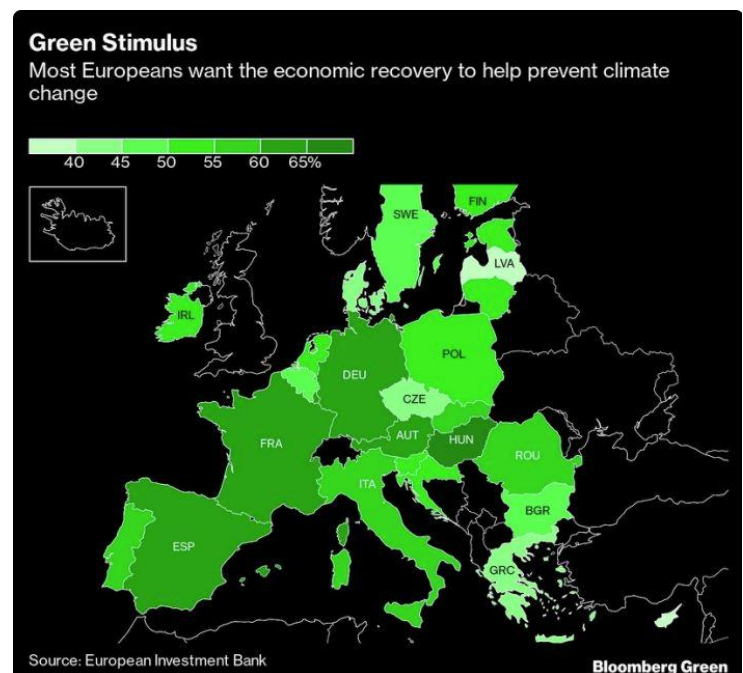 Green Stimulus
Most Europeans want the economic recovery to help prevent climate
change
40 45 50 55 60 65%
SWE
FIN
LVA
IRL
POL
DEU
CZE
AUT
HUN
FRA
ROU
ITA
BGR
ESP
GRC
Source: European Investment Bank
Bloomberg Green